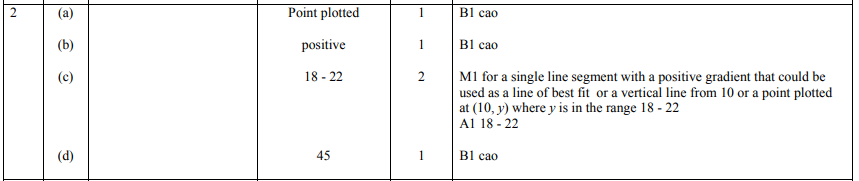 2 (a) Point plotted 1 B1 cao
(b) positive 1 B1 cao
(c) 18 - 22 2 M1 for a single line segment with a positive gradient that could be
used as a line of best fit or a vertical line from 10 or a point plotted
at (10, y) where y is in the range 18 - 22
A1 18 - 22
(d) 45 1 B1 cao